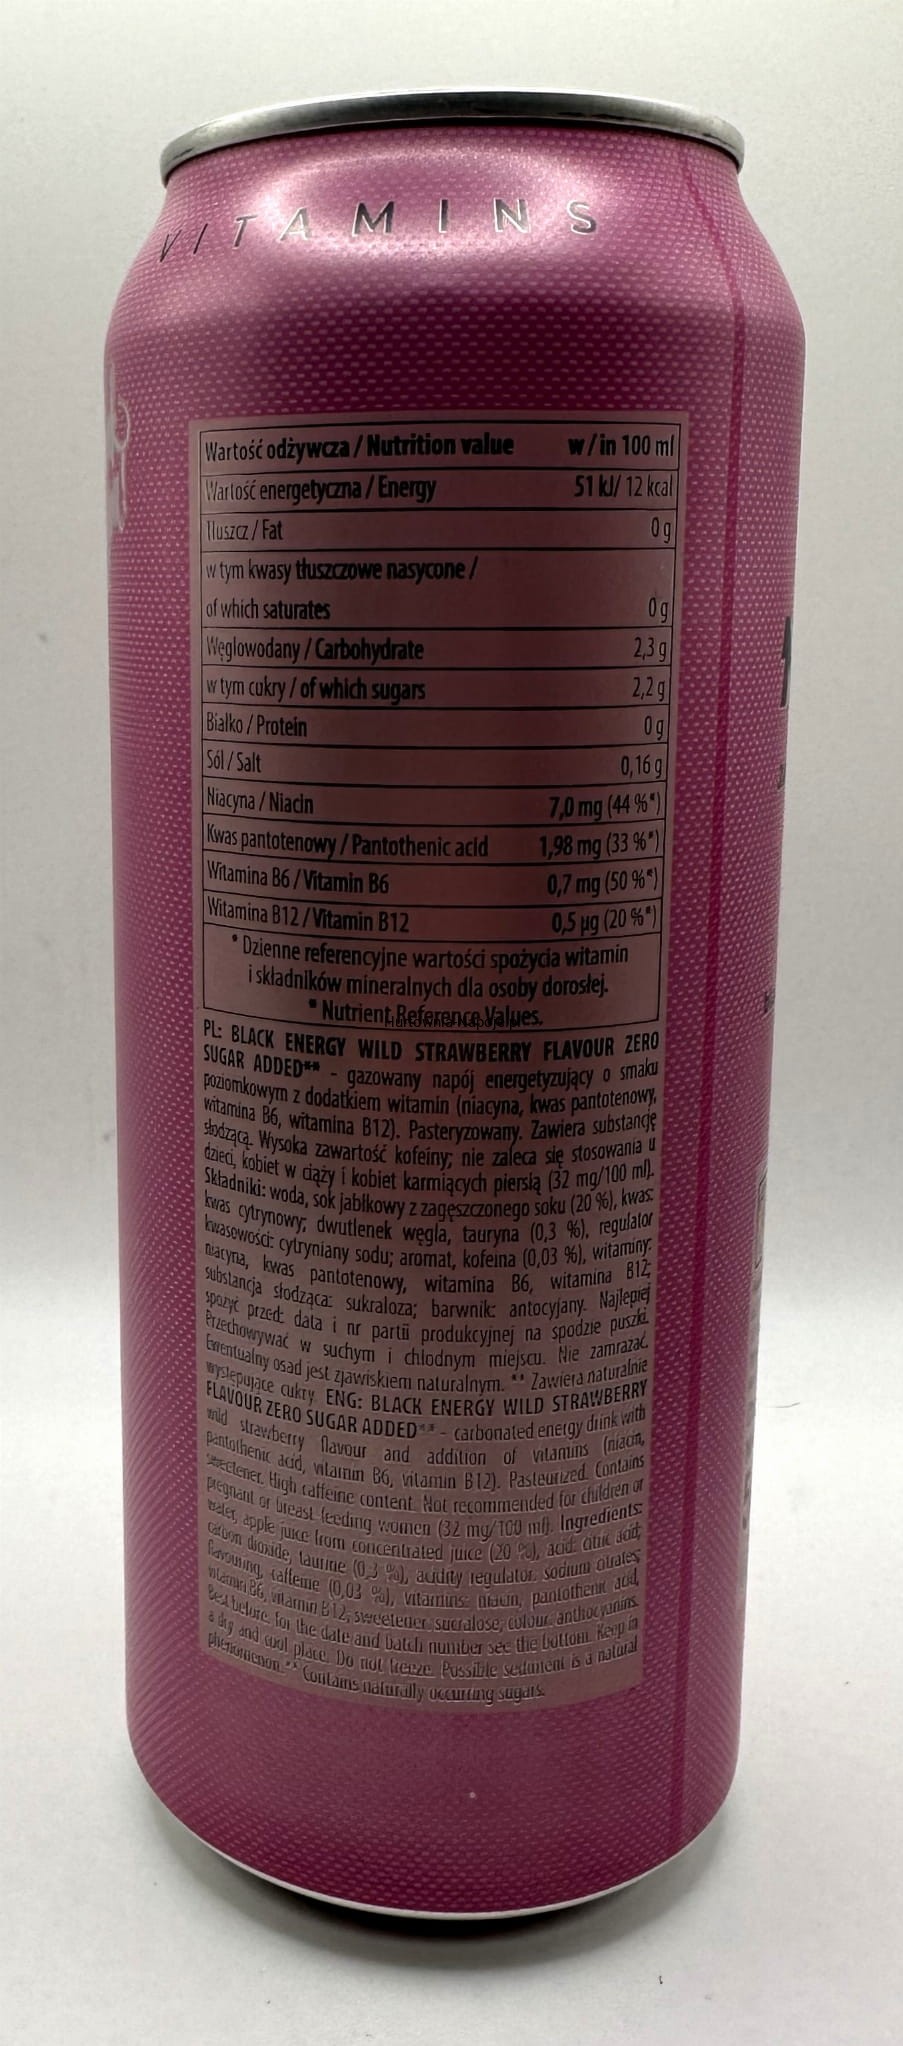 VITAMINS
Wartość odżywcza / Nutrition value w / in 100 ml
Wartość energetyczna / Energy 51 kJ/ 12 kcal
Tłuszcz / Fat 0 g
w tym kwasy tłuszczowe nasycone /
of which saturates 0 g
Węglowodany / Carbohydrate 2,3 g
w tym cukry / of which sugars 2,2 g
Białko / Protein 0 g
Sól / Salt 0,16 g
Niacyna / Niacin 7,0 mg (44 %*)
Kwas pantotenowy / Pantothenic acid 1,98 mg (33 %*)
Witamina B6 / Vitamin B6 0,7 mg (50 %*)
Witamina B12 / Vitamin B12 0,5 µg (20 %*)
* Dzienne referencyjne wartości spożycia witamin
i składników mineralnych dla osoby dorosłej.
* Nutrient Reference Values.
PL: BLACK ENERGY WILD STRAWBERRY FLAVOUR ZERO
SUGAR ADDED** - gazowany napój energetyzujący o smaku
poziomkowym z dodatkiem witamin (niacyna, kwas pantotenowy,
witamina B6, witamina B12). Pasteryzowany. Zawiera substancję
słodzącą. Wysoka zawartość kofeiny; nie zaleca się stosowania u
dzieci, kobiet w ciąży i kobiet karmiących piersią (32 mg/100 ml).
Składniki: woda, sok jabłkowy z zagęszczonego soku (20 %), kwas:
kwas cytrynowy; dwutlenek węgla, tauryna (0,3 %), regulator
kwasowości: cytryniany sodu; aromat, kofeina (0,03 %), witaminy:
niacyna, kwas pantotenowy, witamina B6, witamina B12;
substancja słodząca: sukraloza; barwnik: antocyjany. Najlepiej
spożyć przed: data i nr partii produkcyjnej na spodzie puszki.
Przechowywać w suchym i chłodnym miejscu. Nie zamrażać.
Ewentualny osad jest zjawiskiem naturalnym. ** Zawiera naturalnie
występujące cukry. ENG: BLACK ENERGY WILD STRAWBERRY
FLAVOUR ZERO SUGAR ADDED** - carbonated energy drink with
wild strawberry flavour and addition of vitamins (niacin,
pantothenic acid, vitamin B6, vitamin B12). Pasteurized. Contains
sweetener. High caffeine content. Not recommended for children or
pregnant or breast-feeding women (32 mg/100 ml). Ingredients:
water, apple juice from concentrated juice (20 %), acid: citric acid;
carbon dioxide, taurine (0,3 %), acidity regulator: sodium citrates;
flavouring, caffeine (0,03 %), vitamins: niacin, pantothenic acid,
vitamin B6, vitamin B12; sweetener: sucralose; colour: anthocyanins.
Best before: for the date and batch number see the bottom. Keep in
a dry and cool place. Do not freeze. Possible sediment is a natural
phenomenon. ** Contains naturally occurring sugars.